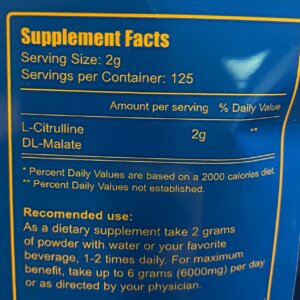 Supplement Facts
Serving Size: 2g
Servings per Container: 125
Amount per serving % Daily Value
L-Citrulline 2g **
DL-Malate
* Percent Daily Values are based on a 2000 calories diet.
** Percent Daily Values not established.
Recomended use:
As a dietary supplement take 2 grams
of powder with water or your favorite
beverage, 1-2 times daily. For maximum
benefit, take up to 6 grams (6000mg) per day
or as directed by your physician.